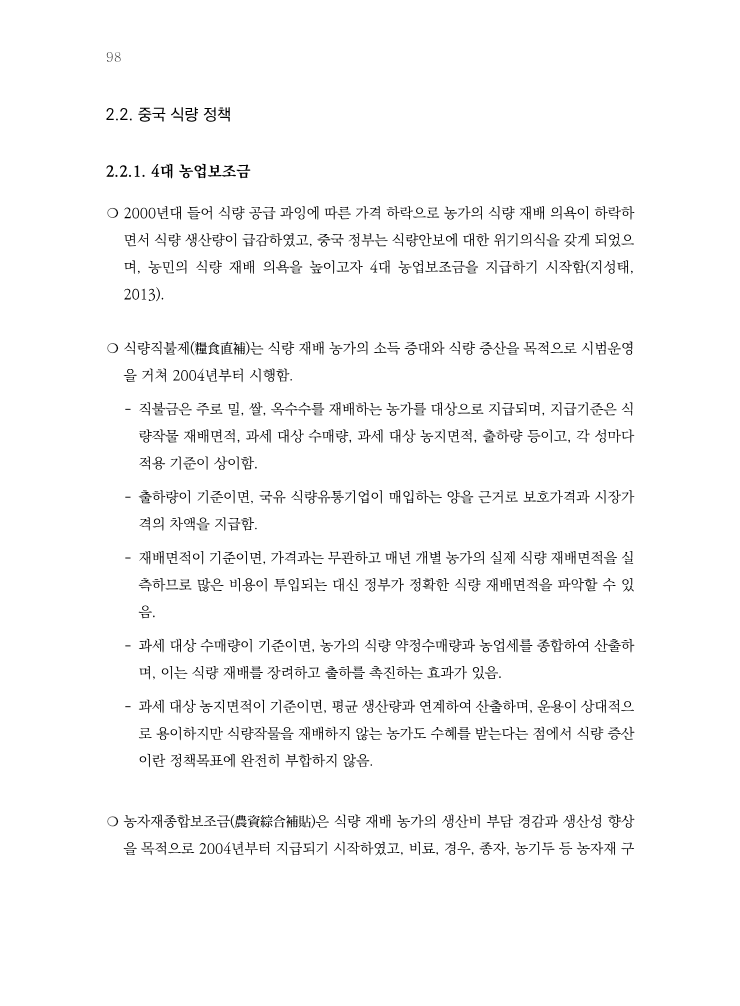 98
2.2. 중국 식량 정책
2.2.1. 4대 농업보조금
❍ 2000년대 들어 식량 공급 과잉에 따른 가격 하락으로 농가의 식량 재배 의욕이 하락하
면서 식량 생산량이 급감하였고, 중국 정부는 식량안보에 대한 위기의식을 갖게 되었으
며, 농민의 식량 재배 의욕을 높이고자 4대 농업보조금을 지급하기 시작함(지성태,
2013).
❍ 식량직불제(糧食直補)는 식량 재배 농가의 소득 증대와 식량 증산을 목적으로 시범운영
을 거쳐 2004년부터 시행함.
- 직불금은 주로 밀, 쌀, 옥수수를 재배하는 농가를 대상으로 지급되며, 지급기준은 식
량작물 재배면적, 과세 대상 수매량, 과세 대상 농지면적, 출하량 등이고, 각 성마다
적용 기준이 상이함.
- 출하량이 기준이면, 국유 식량유통기업이 매입하는 양을 근거로 보호가격과 시장가
격의 차액을 지급함.
- 재배면적이 기준이면, 가격과는 무관하고 매년 개별 농가의 실제 식량 재배면적을 실
측하므로 많은 비용이 투입되는 대신 정부가 정확한 식량 재배면적을 파악할 수 있
음.
- 과세 대상 수매량이 기준이면, 농가의 식량 약정수매량과 농업세를 종합하여 산출하
며, 이는 식량 재배를 장려하고 출하를 촉진하는 효과가 있음.
- 과세 대상 농지면적이 기준이면, 평균 생산량과 연계하여 산출하며, 운용이 상대적으
로 용이하지만 식량작물을 재배하지 않는 농가도 수혜를 받는다는 점에서 식량 증산
이란 정책목표에 완전히 부합하지 않음.
❍ 농자재종합보조금(農資綜合補貼)은 식량 재배 농가의 생산비 부담 경감과 생산성 향상
을 목적으로 2004년부터 지급되기 시작하였고, 비료, 경우, 종자, 농기두 등 농자재 구